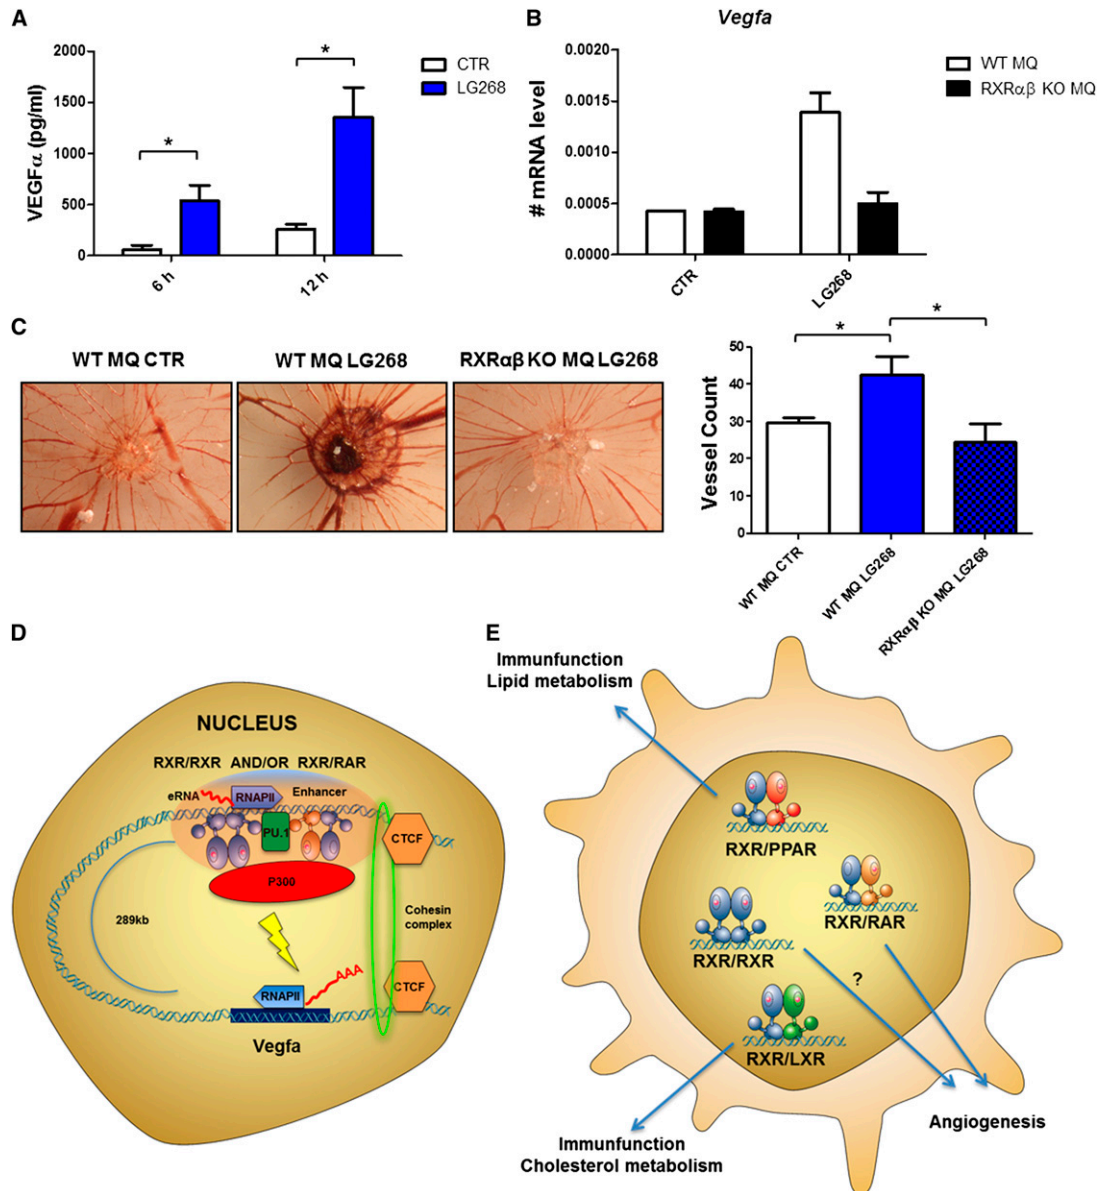 A
2000
1500
1000
500
0
VEGFα (pg/ml)
*
*
6 h
12 h
CTR
LG268
B
Vegfa
0.0020
0.0015
0.0010
0.0005
0.0000
# mRNA level
CTR
LG268
WT MQ
RXRαβ KO MQ
C
WT MQ CTR
WT MQ LG268
RXRαβ KO MQ LG268
50
40
30
20
10
0
Vessel Count
*
*
WT MQ CTR
WT MQ LG268
RXRαβ KO MQ LG268
D
NUCLEUS
RXR/RXR AND/OR RXR/RAR
eRNA
RNAPII
Enhancer
PU.1
CTCF
P300
289kb
Cohesin
complex
AAA
RNAPII
CTCF
Vegfa
E
Immunfunction
Lipid metabolism
RXR/PPAR
RXR/RAR
RXR/RXR
?
RXR/LXR
Angiogenesis
Immunfunction
Cholesterol metabolism